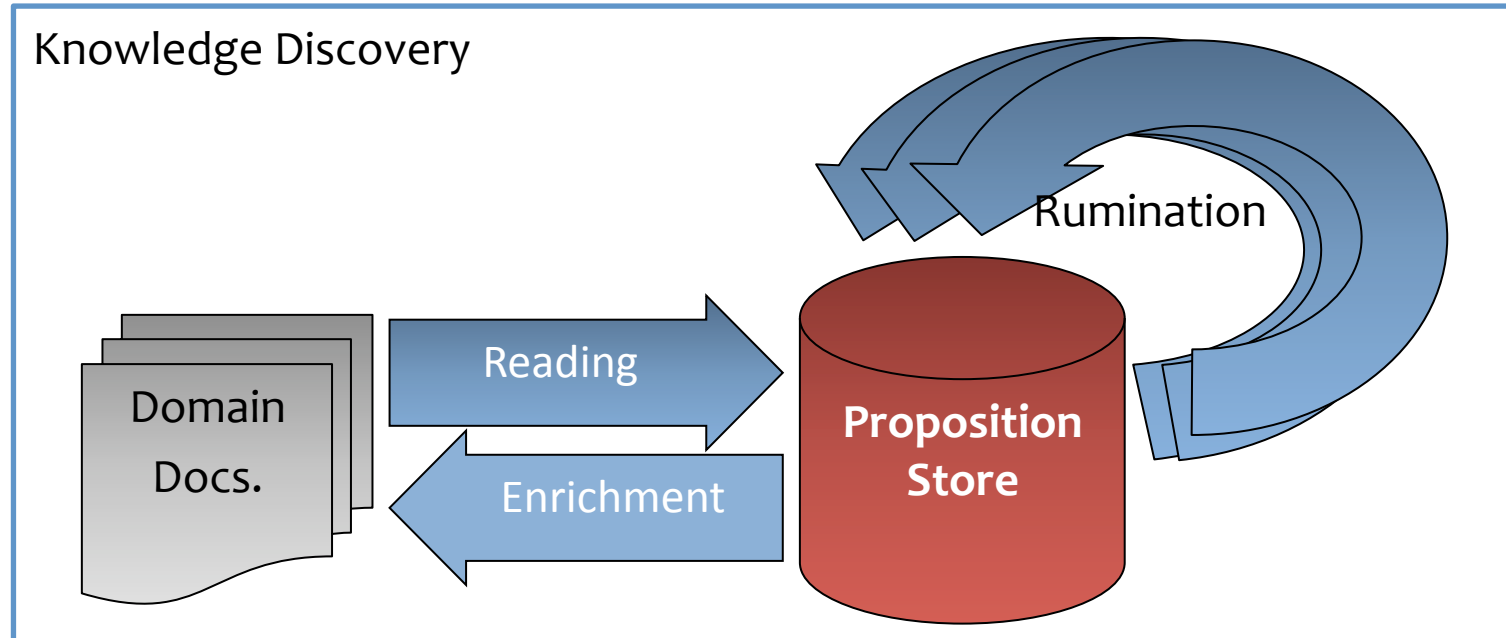 Knowledge Discovery
Rumination
Reading
Domain
Docs.
Proposition
Store
Enrichment